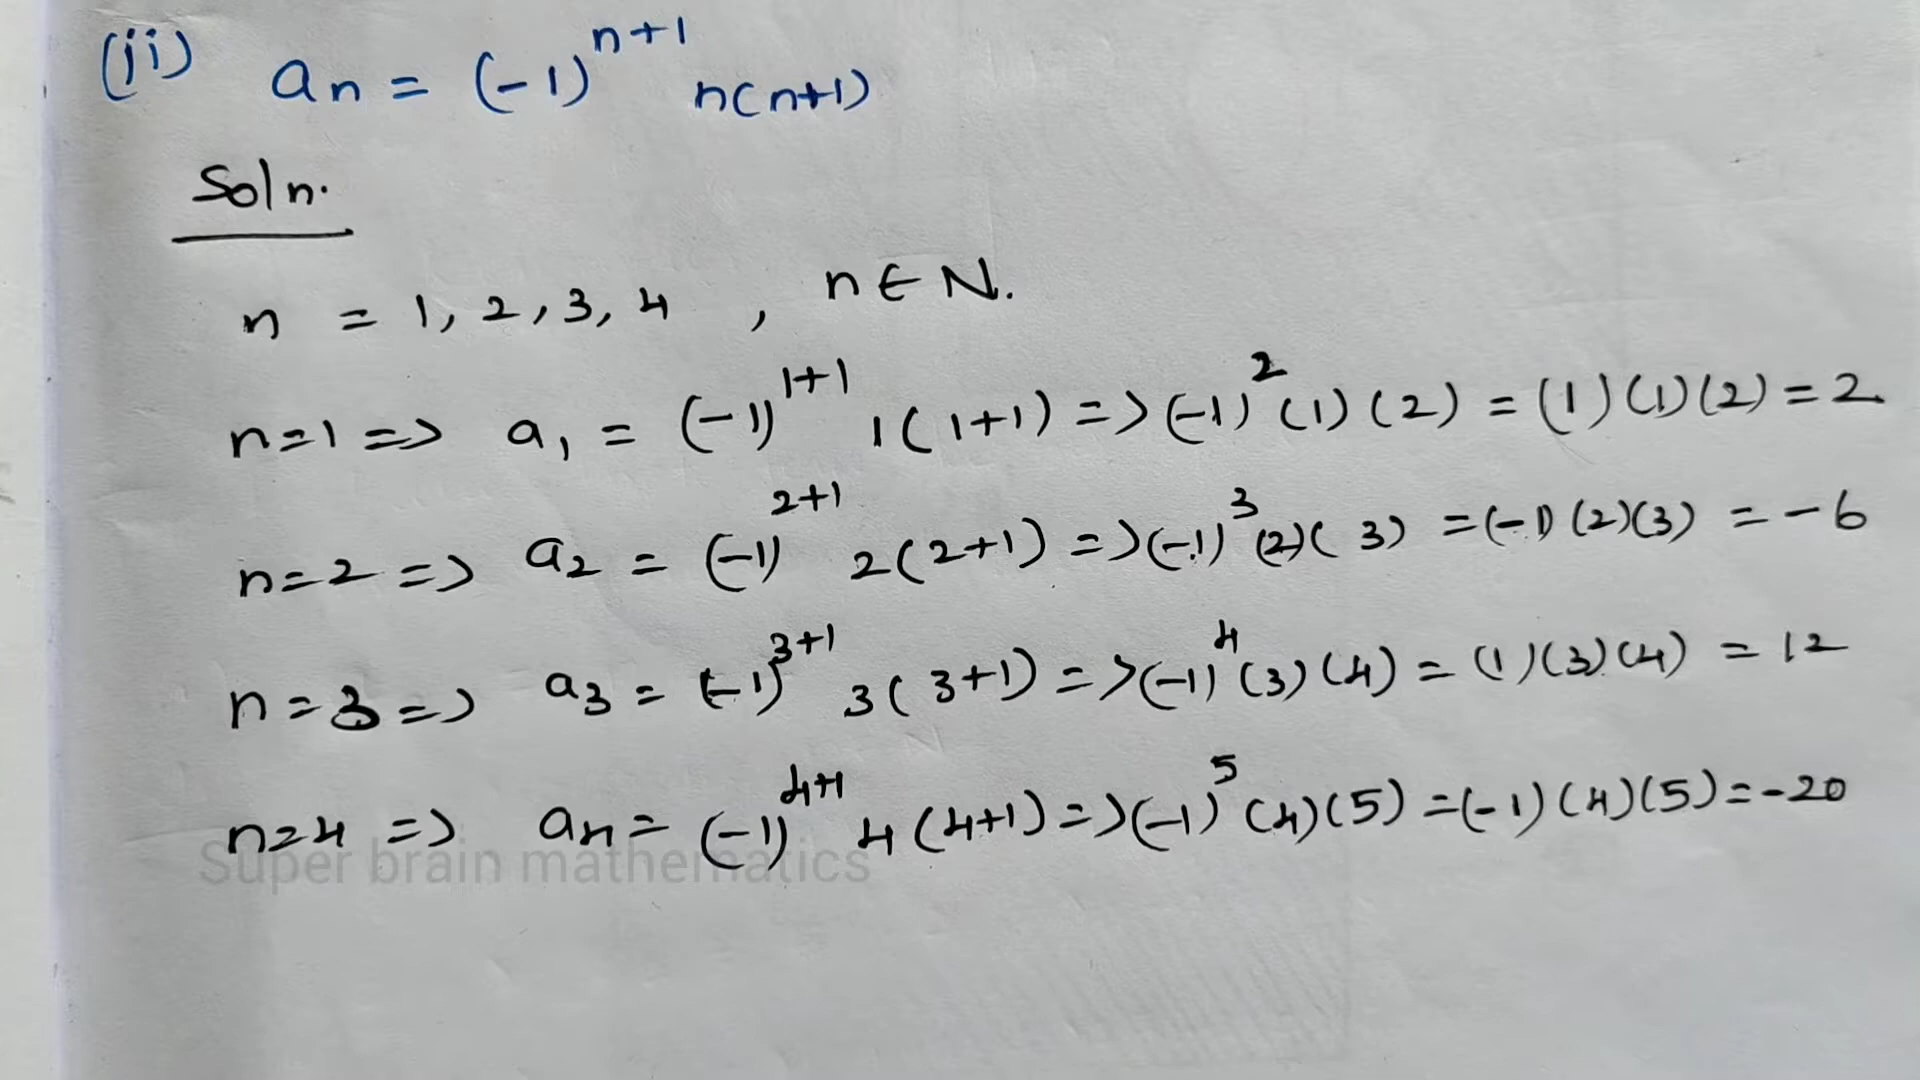 (ii) aₙ = (-1)ⁿ⁺¹ n(n+1)
Soln.
n = 1, 2, 3, 4 , n ∈ N.
n=1 => a₁ = (-1)¹⁺¹ 1(1+1) => (-1)² (1)(2) = (1)(1)(2) = 2
n=2 => a₂ = (-1)²⁺¹ 2(2+1) => (-1)³ (2)(3) = (-1)(2)(3) = -6
n=3 => a₃ = (-1)³⁺¹ 3(3+1) => (-1)⁴ (3)(4) = (1)(3)(4) = 12
n=4 => a₄ = (-1)⁴⁺¹ 4(4+1) => (-1)⁵ (4)(5) = (-1)(4)(5) = -20
Super brain mathematics